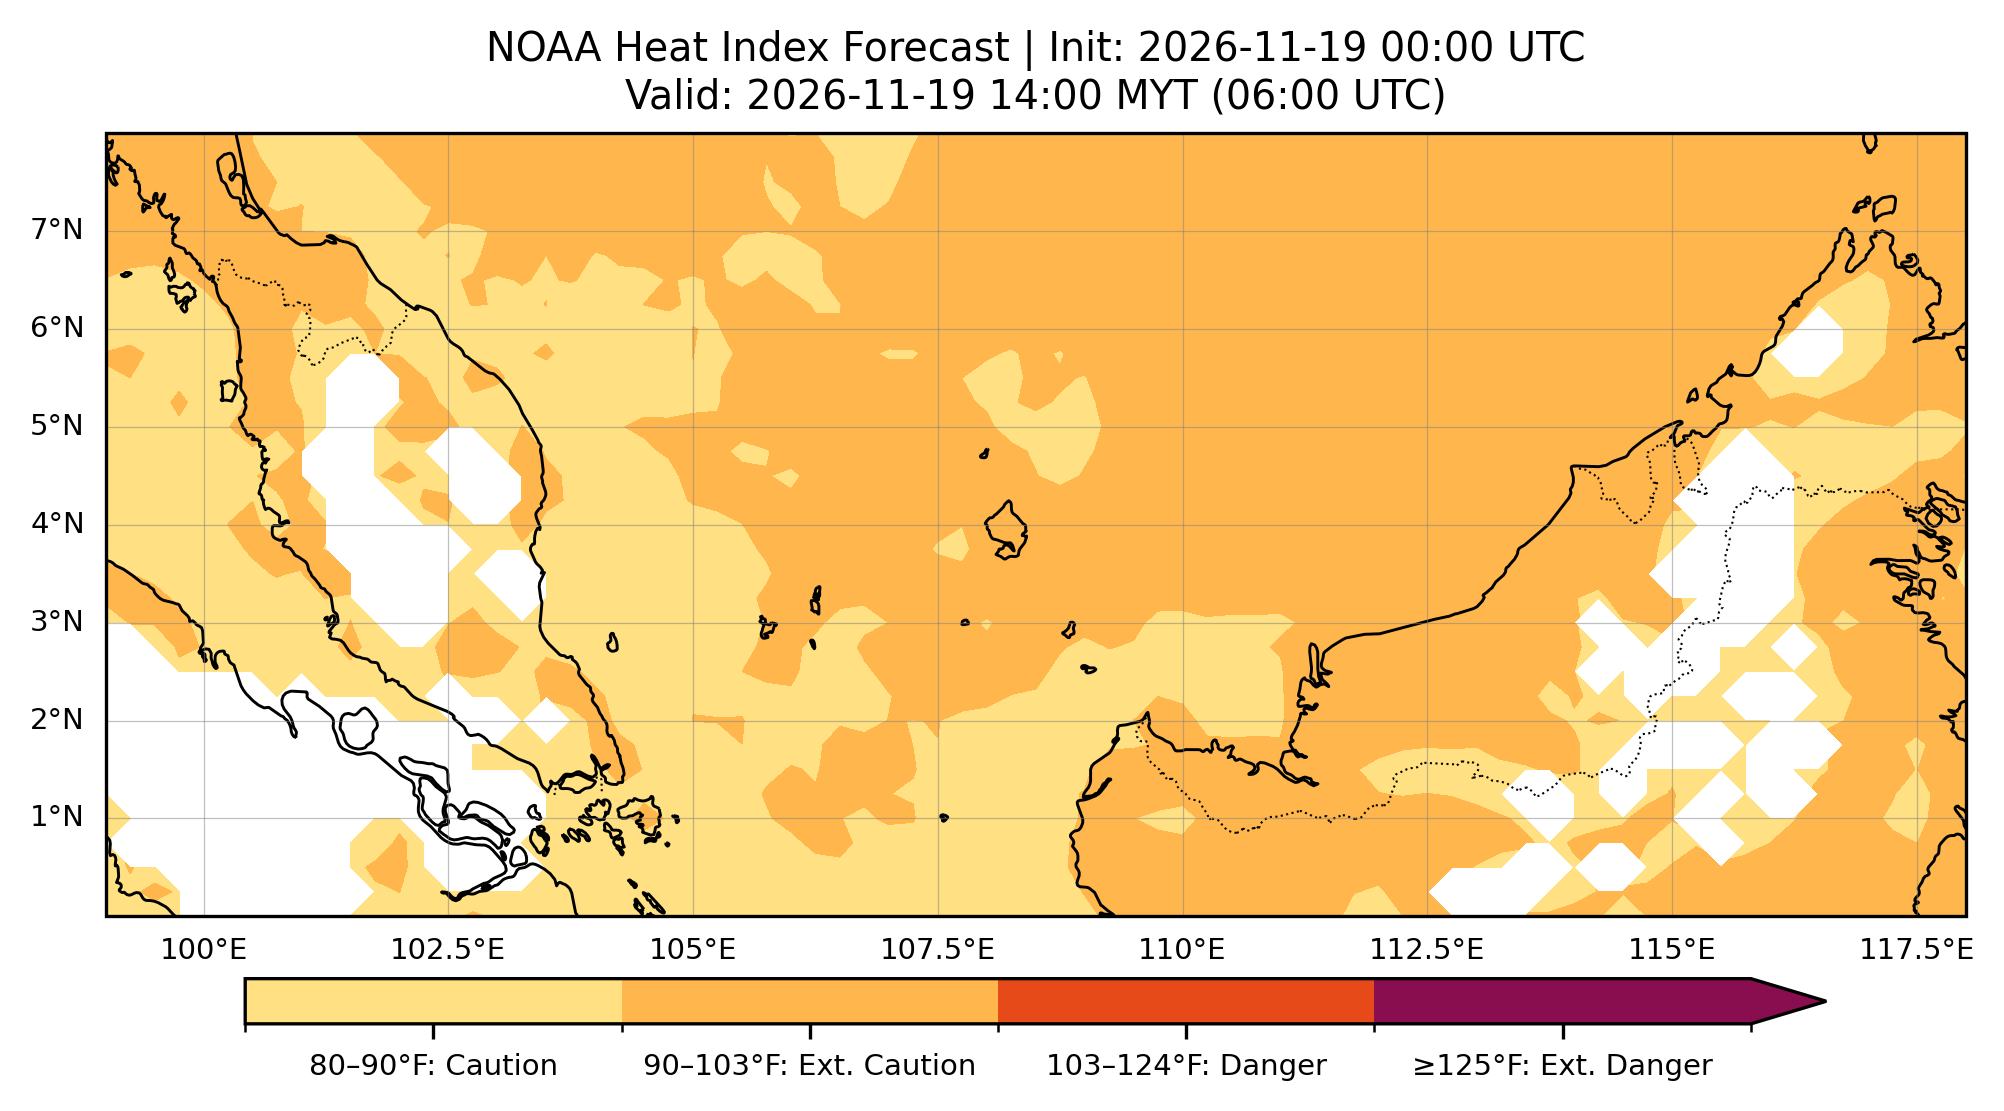 NOAA Heat Index Forecast | Init: 2026-11-19 00:00 UTC
Valid: 2026-11-19 14:00 MYT (06:00 UTC)
7°N
6°N
5°N
4°N
3°N
2°N
1°N
100°E 102.5°E 105°E 107.5°E 110°E 112.5°E 115°E 117.5°E
80–90°F: Caution 90–103°F: Ext. Caution 103–124°F: Danger ≥125°F: Ext. Danger